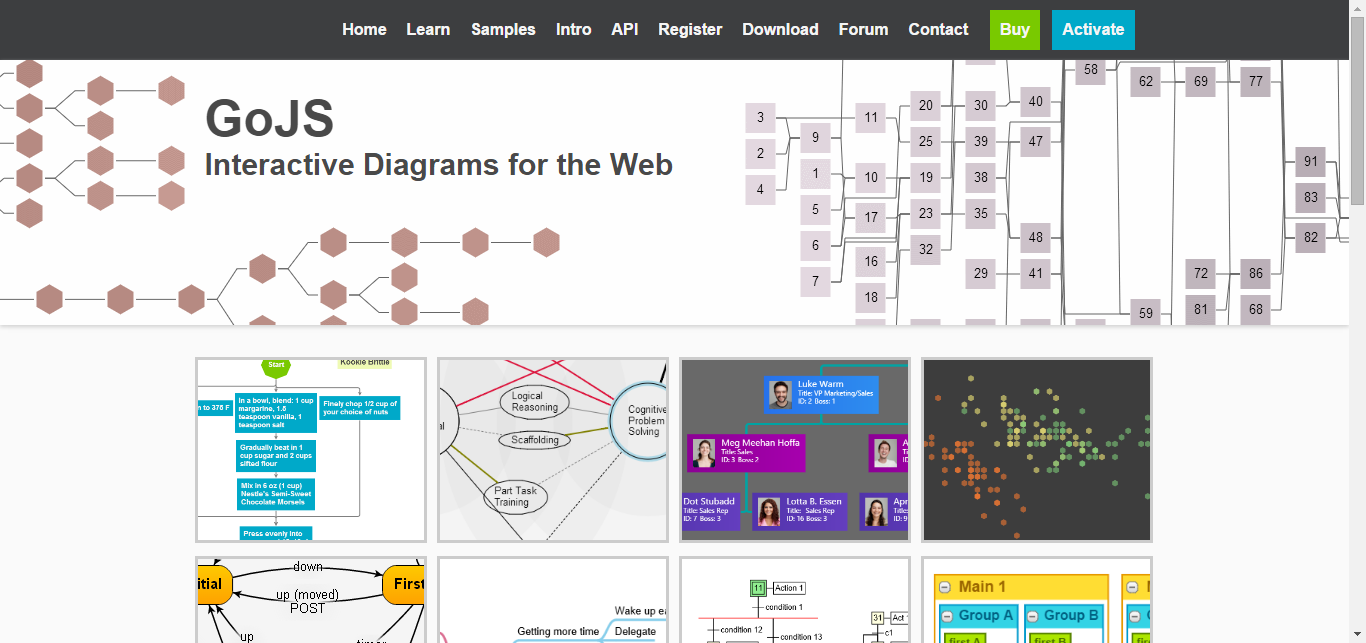 Home Learn Samples Intro API Register Download Forum Contact Buy Activate
GoJS
Interactive Diagrams for the Web
58
62 69 77
3 11 20 30 40
9 25 39 47
2 91
1 10 19 38
4 83
5 17 23 35
6 32 48 82
16
7 29 41 72 86
18 59 81 68
Start
Kookie Brittle
In a bowl, blend: 1 cup
margarine, 1.5
teaspoon vanilla, 1
teaspoon salt
Finely chop 1/2 cup of
your choice of nuts
n to 375 F
Gradually beat in 1
cup sugar and 2 cups
sifted flour
Mix in 6 oz (1 cup)
Nestle's Semi-Sweet
Chocolate Morsels
Press evenly into
Logical
Reasoning
Cognitive
Problem
Solving
al
Scaffolding
Part Task
Training
Luke Warm
Title: VP Marketing/Sales
ID: 2 Boss: 1
Meg Meehan Hoffa
Title: Sales
ID: 3 Boss: 2
Dot Stubadd
Title: Sales Rep
ID: 7 Boss: 3
Lotta B. Essen
Title: Sales Rep
ID: 16 Boss: 3
Apr
Title:
ID: 9
down
itial First
up (moved)
POST
up timer
Wake up ea
Getting more time Delegate
11 Action 1
condition 1
31 Act
condition 12 c1
condition 13
Main 1
Group A Group B
first A first B